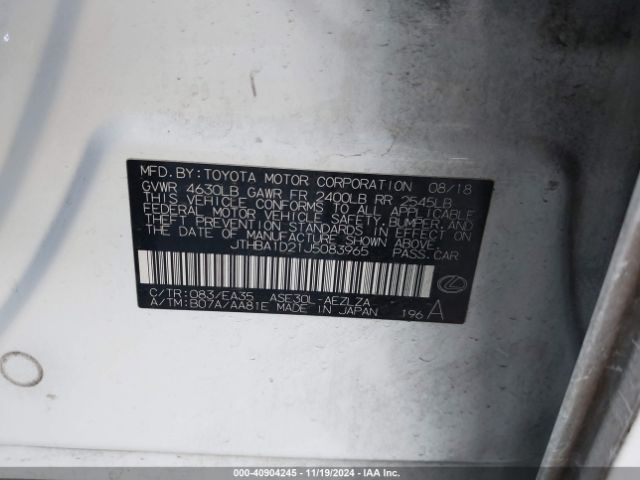 MFD. BY: TOYOTA MOTOR CORPORATION 08/18
GVWR 4630LB GAWR FR 2400LB RR 2545LB
THIS VEHICLE CONFORMS TO ALL APPLICABLE
FEDERAL MOTOR VEHICLE SAFETY, BUMPER, AND
THEFT PREVENTION STANDARDS IN EFFECT ON
THE DATE OF MANUFACTURE SHOWN ABOVE.
JTHBA1D21J5083965 PASS.CAR
C/TR: 083/EA35 ASE30L-AEZLZA
A/TM: B07A/AA81E MADE IN JAPAN 196 A
000-40904245 - 11/19/2024 - IAA Inc.